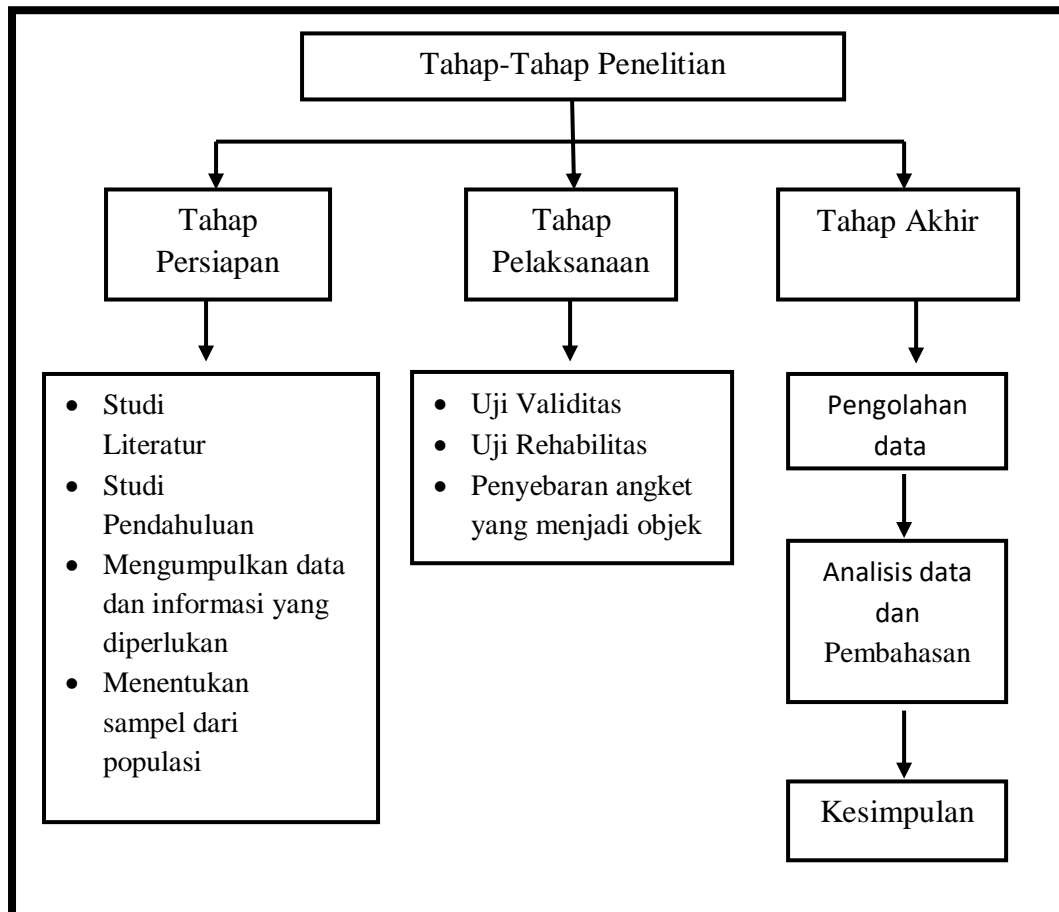 Tahap-Tahap Penelitian
Tahap
Persiapan
Tahap
Pelaksanaan
Tahap Akhir
• Studi
Literatur
• Studi
Pendahuluan
• Mengumpulkan data
dan informasi yang
diperlukan
• Menentukan
sampel dari
populasi
• Uji Validitas
• Uji Rehabilitas
• Penyebaran angket
yang menjadi objek
Pengolahan
data
Analisis data
dan
Pembahasan
Kesimpulan